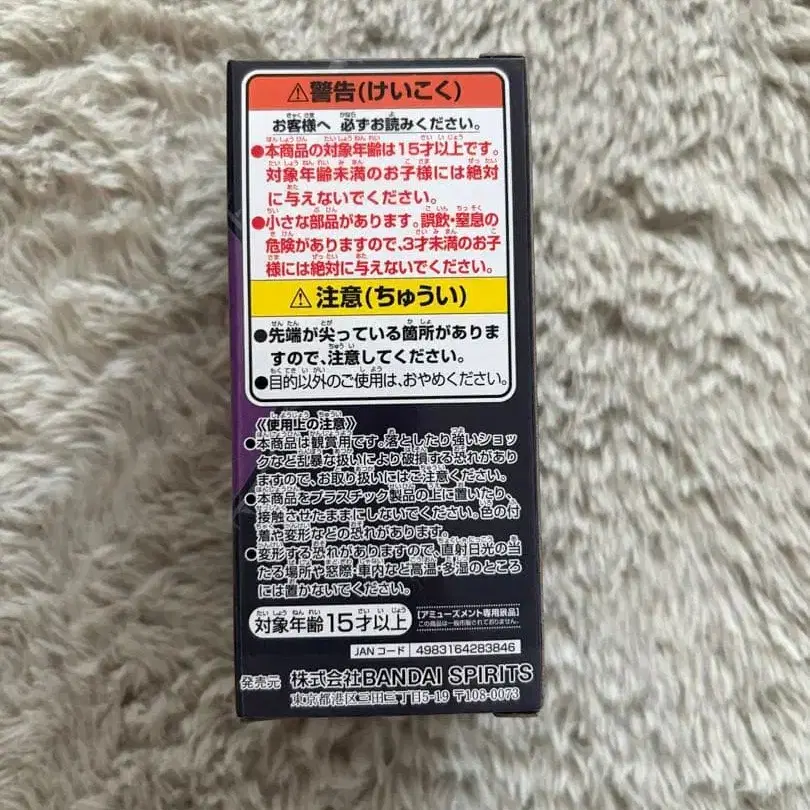 ⚠警告(けいこく)
お客様へ 必ずお読みください。
●本商品の対象年齢は15才以上です。
対象年齢未満のお子様には絶対
に与えないでください。
●小さな部品があります。誤飲・窒息の
危険がありますので、3才未満のお子
様には絶対に与えないでください。
⚠注意(ちゅうい)
●先端が尖っている箇所がありま
すので、注意してください。
●目的以外のご使用は、おやめください。
《使用上の注意》
●本商品は観賞用です。落としたり強いショッ
クなど乱暴な扱いにより破損する恐れがあり
ますので、お取り扱いにはご注意ください。
●本商品をプラスチック製品の上に置いたり、
接触させたままにしないでください。色の付
着や変形などの恐れがあります。
●変形する恐れがありますので、直射日光の当
たる場所や窓際・車内など高温・多湿のところ
には置かないでください。
対象年齢15才以上
【アミューズメント専用景品】
この商品は一般市販されておりません。
JANコード 4983164283846
発売元 株式会社BANDAI SPIRITS
東京都港区三田三丁目5-19 〒108-0073